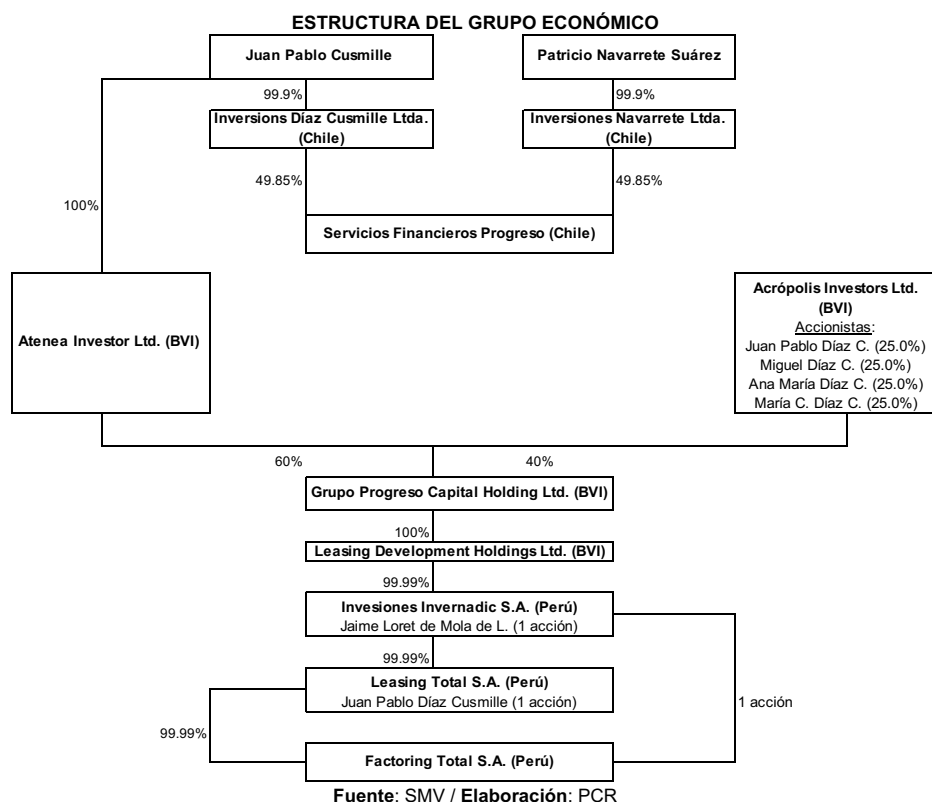 ESTRUCTURA DEL GRUPO ECONÓMICO
Juan Pablo Cusmille
Patricio Navarrete Suárez
99.9%
99.9%
Inversions Díaz Cusmille Ltda.
(Chile)
Inversiones Navarrete Ltda.
(Chile)
49.85%
49.85%
100%
Servicios Financieros Progreso (Chile)
Atenea Investor Ltd. (BVI)
Acrópolis Investors Ltd.
(BVI)
Accionistas:
Juan Pablo Díaz C. (25.0%)
Miguel Díaz C. (25.0%)
Ana María Díaz C. (25.0%)
María C. Díaz C. (25.0%)
60%
40%
Grupo Progreso Capital Holding Ltd. (BVI)
100%
Leasing Development Holdings Ltd. (BVI)
99.99%
Invesiones Invernadic S.A. (Perú)
Jaime Loret de Mola de L. (1 acción)
99.99%
Leasing Total S.A. (Perú)
Juan Pablo Díaz Cusmille (1 acción)
1 acción
99.99%
Factoring Total S.A. (Perú)
Fuente: SMV / Elaboración: PCR